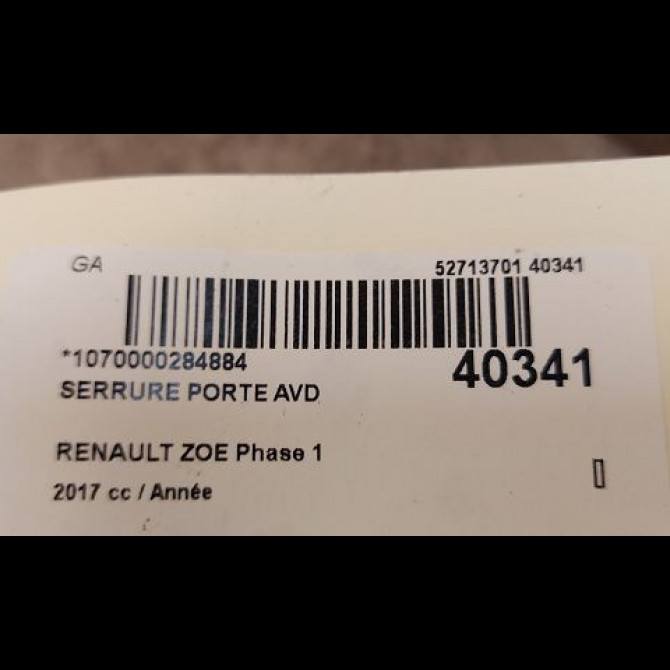 GA 52713701 40341
*1070000284884 40341
SERRURE PORTE AVD
RENAULT ZOE Phase 1
2017 cc / Année